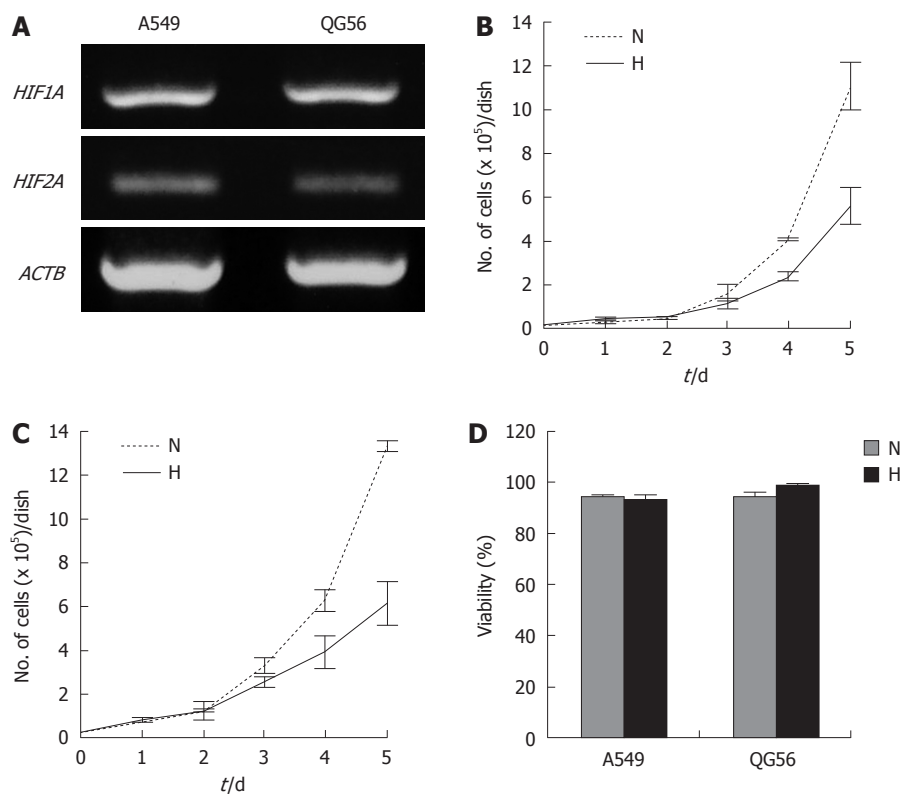 A
A549
QG56
HIF1A
HIF2A
ACTB
B
N
H
No. of cells (x 10⁵)/dish
14
12
10
8
6
4
2
0
0 1 2 3 4 5
t/d
C
N
H
No. of cells (x 10⁵)/dish
14
12
10
8
6
4
2
0
0 1 2 3 4 5
t/d
D
N
H
Viability (%)
120
100
80
60
40
20
0
A549 QG56